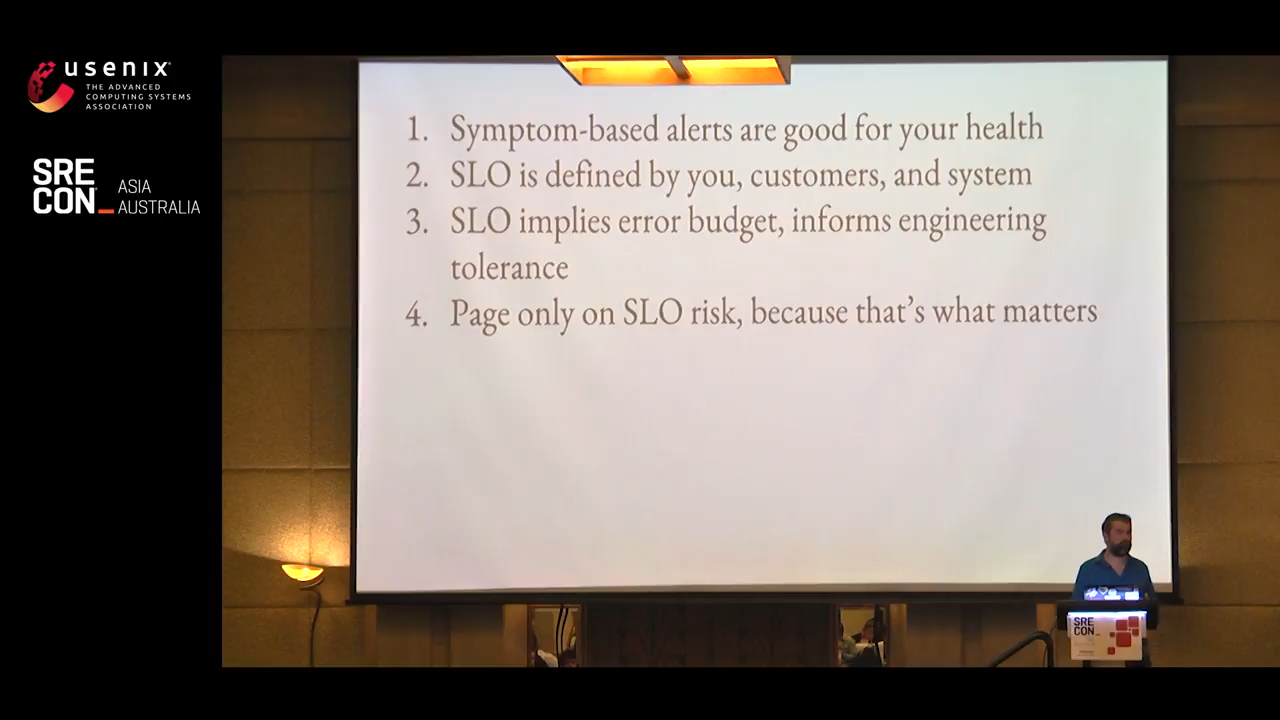 usenix
THE ADVANCED
COMPUTING SYSTEMS
ASSOCIATION
SRE
CON
ASIA
AUSTRALIA
1. Symptom-based alerts are good for your health
2. SLO is defined by you, customers, and system
3. SLO implies error budget, informs engineering
tolerance
4. Page only on SLO risk, because that's what matters
SRE
CON